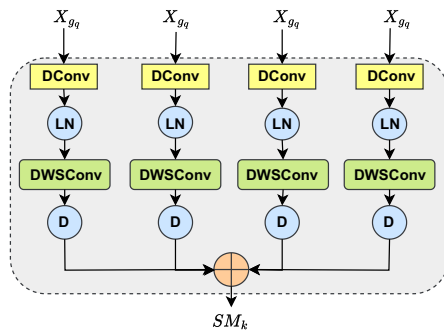 X_{g_q} X_{g_q} X_{g_q} X_{g_q}
DConv DConv DConv DConv
LN LN LN LN
DWSConv DWSConv DWSConv DWSConv
D D D D
SM_k